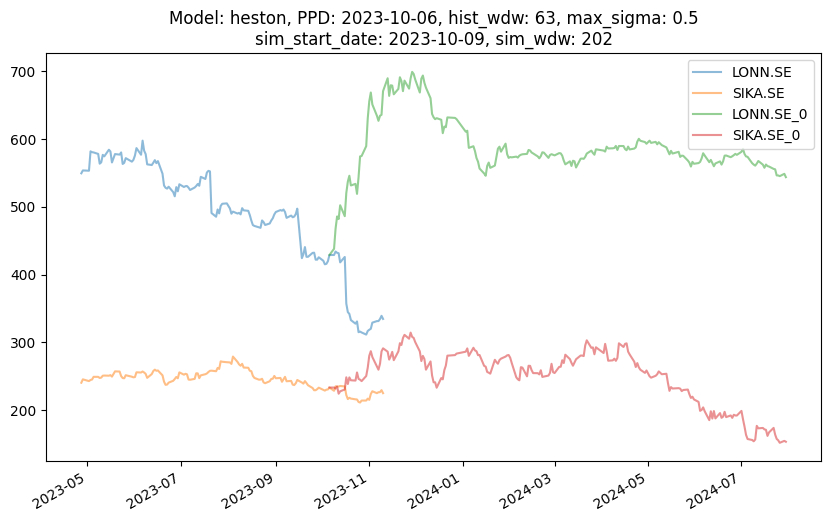 Model: heston, PPD: 2023-10-06, hist_wdw: 63, max_sigma: 0.5
sim_start_date: 2023-10-09, sim_wdw: 202
LONN.SE
SIKA.SE
LONN.SE_0
SIKA.SE_0
700
600
500
400
300
200
2023-05
2023-07
2023-09
2023-11
2024-01
2024-03
2024-05
2024-07